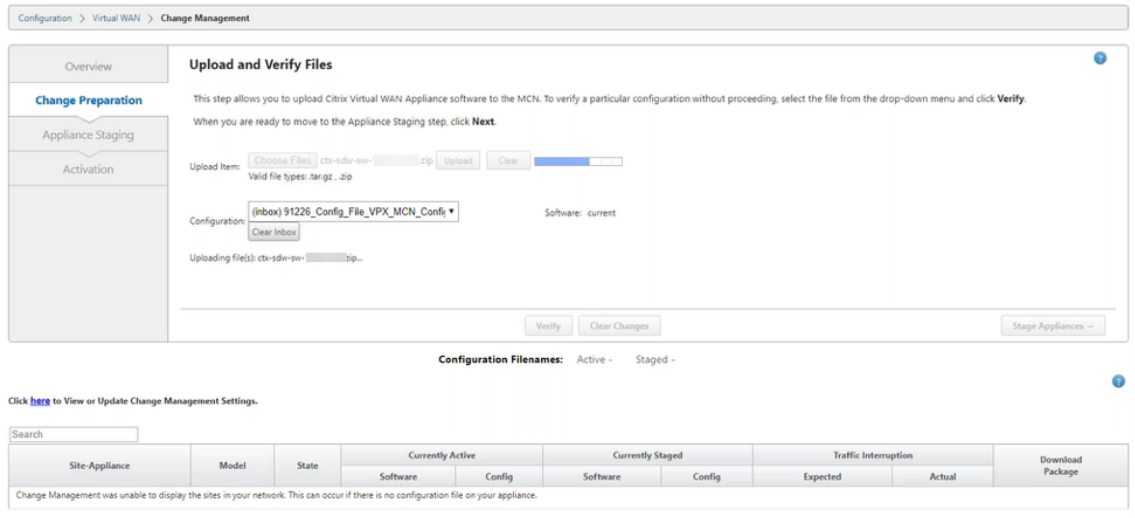 Configuration > Virtual WAN > Change Management
Overview
Change Preparation
Appliance Staging
Activation
Upload and Verify Files
This step allows you to upload Citrix Virtual WAN Appliance software to the MCN. To verify a particular configuration without proceeding, select the file from the drop-down menu and click Verify.
When you are ready to move to the Appliance Staging step, click Next.
Upload Item: Choose Files ctx-sdw-sw- zip Upload Clear
Valid file types: .tar.gz , .zip
Configuration: (inbox) 91226_Config_File_VPX_MCN_Config
Software: current
Clear Inbox
Uploading file(s): ctx-sdw-sw- zip...
Verify Clear Changes Stage Appliances →
Configuration Filenames: Active - Staged -
Click here to View or Update Change Management Settings.
Search
Site-Appliance Model State Currently Active Currently Staged Traffic Interruption Download Package
Software Config Software Config Expected Actual
Change Management was unable to display the sites in your network. This can occur if there is no configuration file on your appliance.